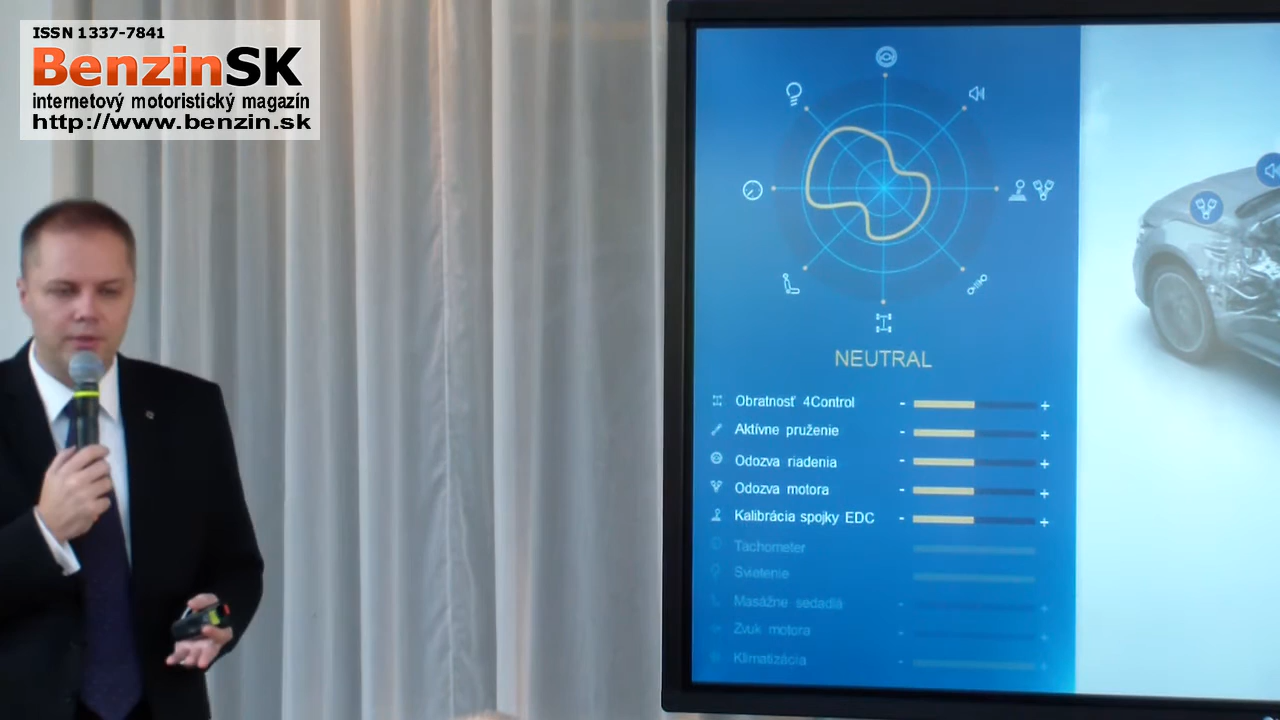 ISSN 1337-7841
BenzinSK
internetový motoristický magazín
http://www.benzin.sk
NEUTRAL
Obratnosť 4Control - +
Aktívne pruženie - +
Odozva riadenia - +
Odozva motora - +
Kalibrácia spojky EDC - +
Tachometer
Svietenie
Masážne sedadlá - +
Zvuk motora - +
Klimatizácia - +